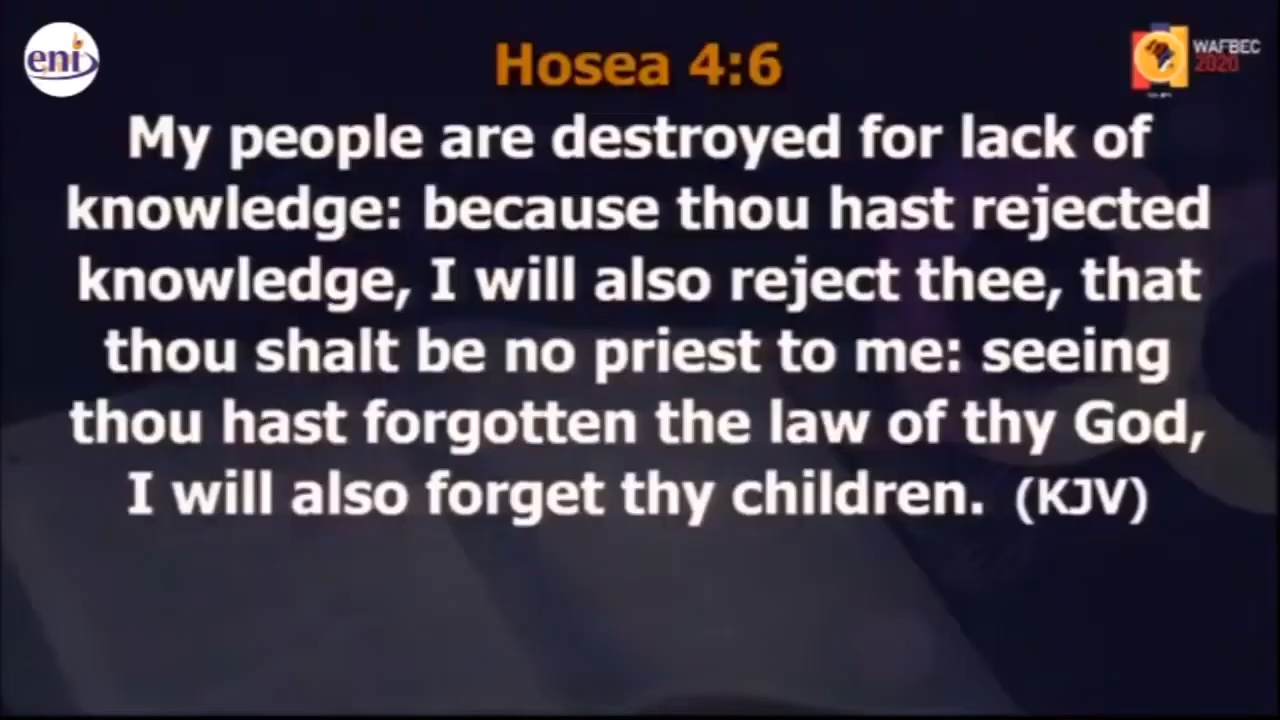 eni
WAFBEC
2020
Hosea 4:6
My people are destroyed for lack of
knowledge: because thou hast rejected
knowledge, I will also reject thee, that
thou shalt be no priest to me: seeing
thou hast forgotten the law of thy God,
I will also forget thy children. (KJV)